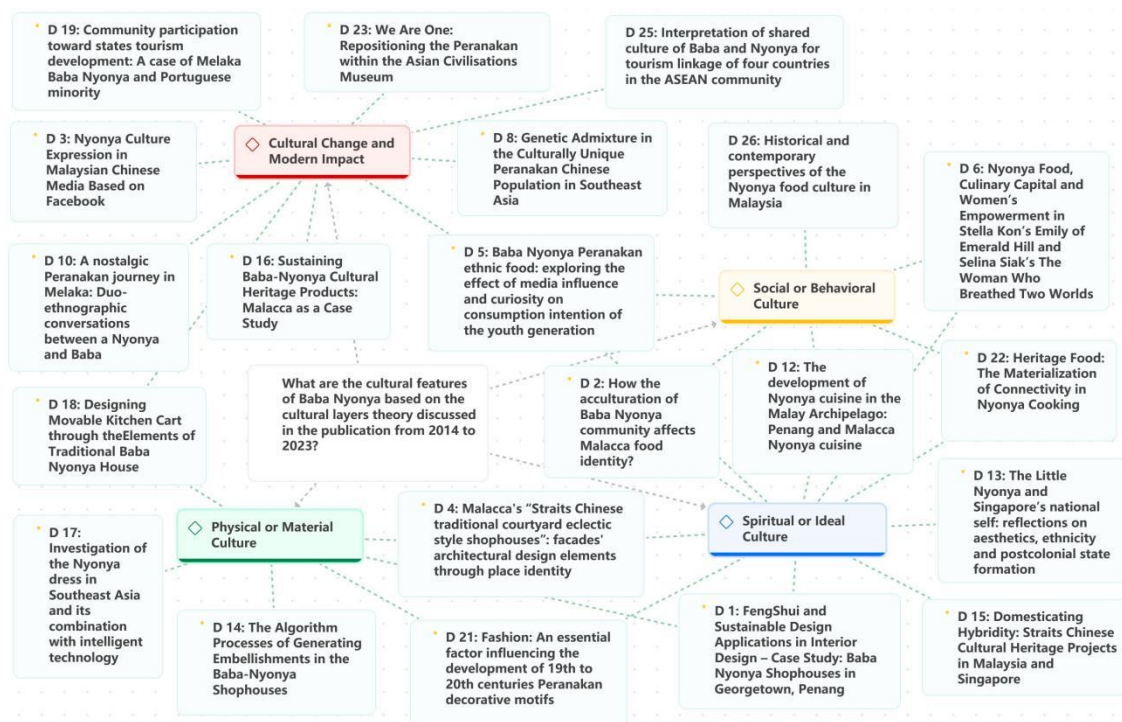 D 19: Community participation
toward states tourism
development: A case of Melaka
Baba Nyonya and Portuguese
minority
D 23: We Are One:
Repositioning the Peranakan
within the Asian Civilisations
Museum
D 25: Interpretation of shared
culture of Baba and Nyonya for
tourism linkage of four countries
in the ASEAN community
D 3: Nyonya Culture
Expression in
Malaysian Chinese
Media Based on
Facebook
Cultural Change and
Modern Impact
D 8: Genetic Admixture in
the Culturally Unique
Peranakan Chinese
Population in Southeast
Asia
D 26: Historical and
contemporary
perspectives of the
Nyonya food culture in
Malaysia
D 6: Nyonya Food,
Culinary Capital and
Women's
Empowerment in
Stella Kon's Emily of
Emerald Hill and
Selina Siak's The
Woman Who
Breathed Two Worlds
D 10: A nostalgic
Peranakan journey in
Melaka: Duo-
ethnographic
conversations
between a Nyonya
and Baba
D 16: Sustaining
Baba-Nyonya Cultural
Heritage Products:
Malacca as a Case
Study
D 5: Baba Nyonya Peranakan
ethnic food: exploring the
effect of media influence
and curiosity on
consumption intention of
the youth generation
Social or Behavioral
Culture
D 18: Designing
Movable Kitchen Cart
through theElements of
Traditional Baba
Nyonya House
What are the cultural features
of Baba Nyonya based on the
cultural layers theory discussed
in the publication from 2014 to
2023?
D 2: How the
acculturation of
Baba Nyonya
community affects
Malacca food
identity?
D 12: The
development of
Nyonya cuisine in the
Malay Archipelago:
Penang and Malacca
Nyonya cuisine
D 22: Heritage Food:
The Materialization of
Connectivity in
Nyonya Cooking
D 17:
Investigation of
the Nyonya
dress in
Southeast Asia
and its
combination
with intelligent
technology
Physical or Material
Culture
D 4: Malacca's "Straits Chinese
traditional courtyard eclectic
style shophouses": facades'
architectural design elements
through place identity
Spiritual or Ideal
Culture
D 13: The Little
Nyonya and
Singapore's national
self: reflections on
aesthetics, ethnicity
and postcolonial state
formation
D 14: The Algorithm
Processes of Generating
Embellishments in the
Baba-Nyonya
Shophouses
D 21: Fashion: An essential
factor influencing the
development of 19th to
20th centuries Peranakan
decorative motifs
D 1: FengShui and
Sustainable Design
Applications in Interior
Design – Case Study: Baba
Nyonya Shophouses in
Georgetown, Penang
D 15: Domesticating
Hybridity: Straits Chinese
Cultural Heritage Projects
in Malaysia and
Singapore